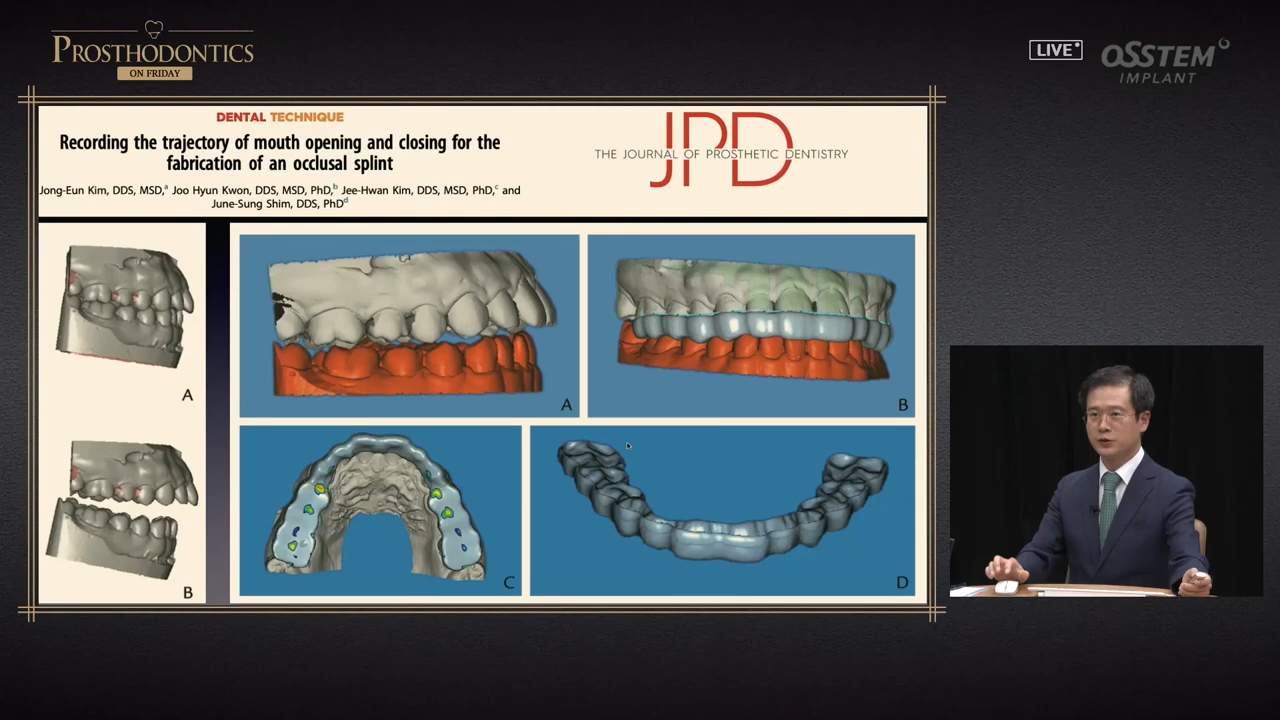 PROSTHODONTICS
ON FRIDAY
LIVE
OSSTEM
IMPLANT
DENTAL TECHNIQUE
Recording the trajectory of mouth opening and closing for the
fabrication of an occlusal splint
Jong-Eun Kim, DDS, MSD,a Joo Hyun Kwon, DDS, MSD, PhD,b Jee-Hwan Kim, DDS, MSD, PhD,c and
June-Sung Shim, DDS, PhDd
JPD
THE JOURNAL OF PROSTHETIC DENTISTRY
A
B
A
B
C
D